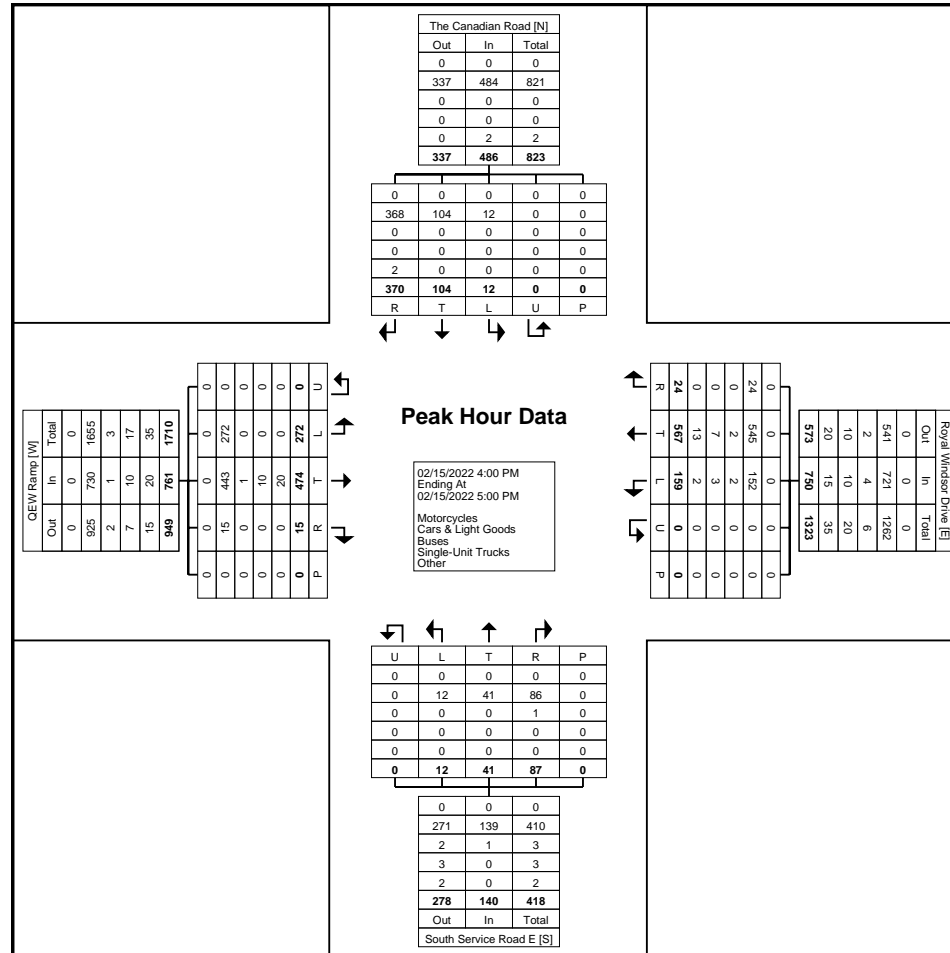 The Canadian Road [N]
Out In Total
0 0 0
337 484 821
0 0 0
0 0 0
0 2 2
337 486 823
0 0 0 0 0
368 104 12 0 0
0 0 0 0 0
0 0 0 0 0
2 0 0 0 0
370 104 12 0 0
R T L U P
QEW Ramp [W]
Out In Total
0 0 0
925 730 1655
2 1 3
7 10 17
15 20 35
949 761 1710
0 0 0 0 0
0 15 443 272 0
0 0 1 0 0
0 0 10 0 0
0 0 20 0 0
0 15 474 272 0
P R T L U
Peak Hour Data
02/15/2022 4:00 PM
Ending At
02/15/2022 5:00 PM
Motorcycles
Cars & Light Goods
Buses
Single-Unit Trucks
Other
Royal Windsor Drive [E]
Out In Total
0 0 0
541 721 1262
2 4 6
10 10 20
20 15 35
573 750 1323
0 0 0 0 0
24 545 152 0 0
0 2 2 0 0
0 7 3 0 0
0 13 2 0 0
24 567 159 0 0
R T L U P
U L T R P
0 0 0 0 0
0 12 41 86 0
0 0 0 1 0
0 0 0 0 0
0 0 0 0 0
0 12 41 87 0
0 0 0
271 139 410
2 1 3
3 0 3
2 0 2
278 140 418
Out In Total
South Service Road E [S]